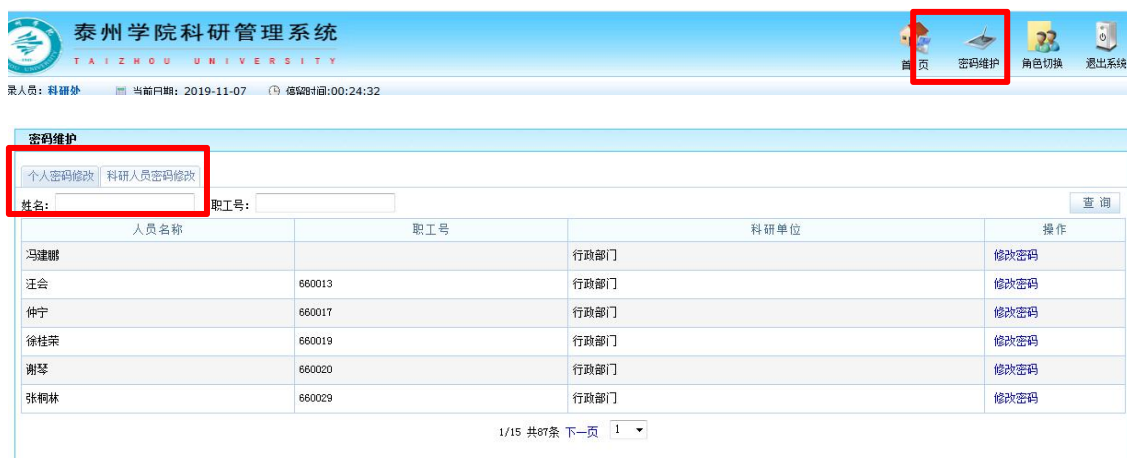 泰州学院科研管理系统
TAIZHOU UNIVERSITY
首页 密码维护 角色切换 退出系统
录人员：科研处 当前日期：2019-11-07 停留时间:00:24:32
密码维护
个人密码修改 科研人员密码修改
姓名： 职工号： 查询
人员名称 职工号 科研单位 操作
冯建鹏 行政部门 修改密码
汪会 660013 行政部门 修改密码
仲宁 660017 行政部门 修改密码
徐桂荣 660019 行政部门 修改密码
谢琴 660020 行政部门 修改密码
张桐林 660029 行政部门 修改密码
1/15 共87条 下一页 1